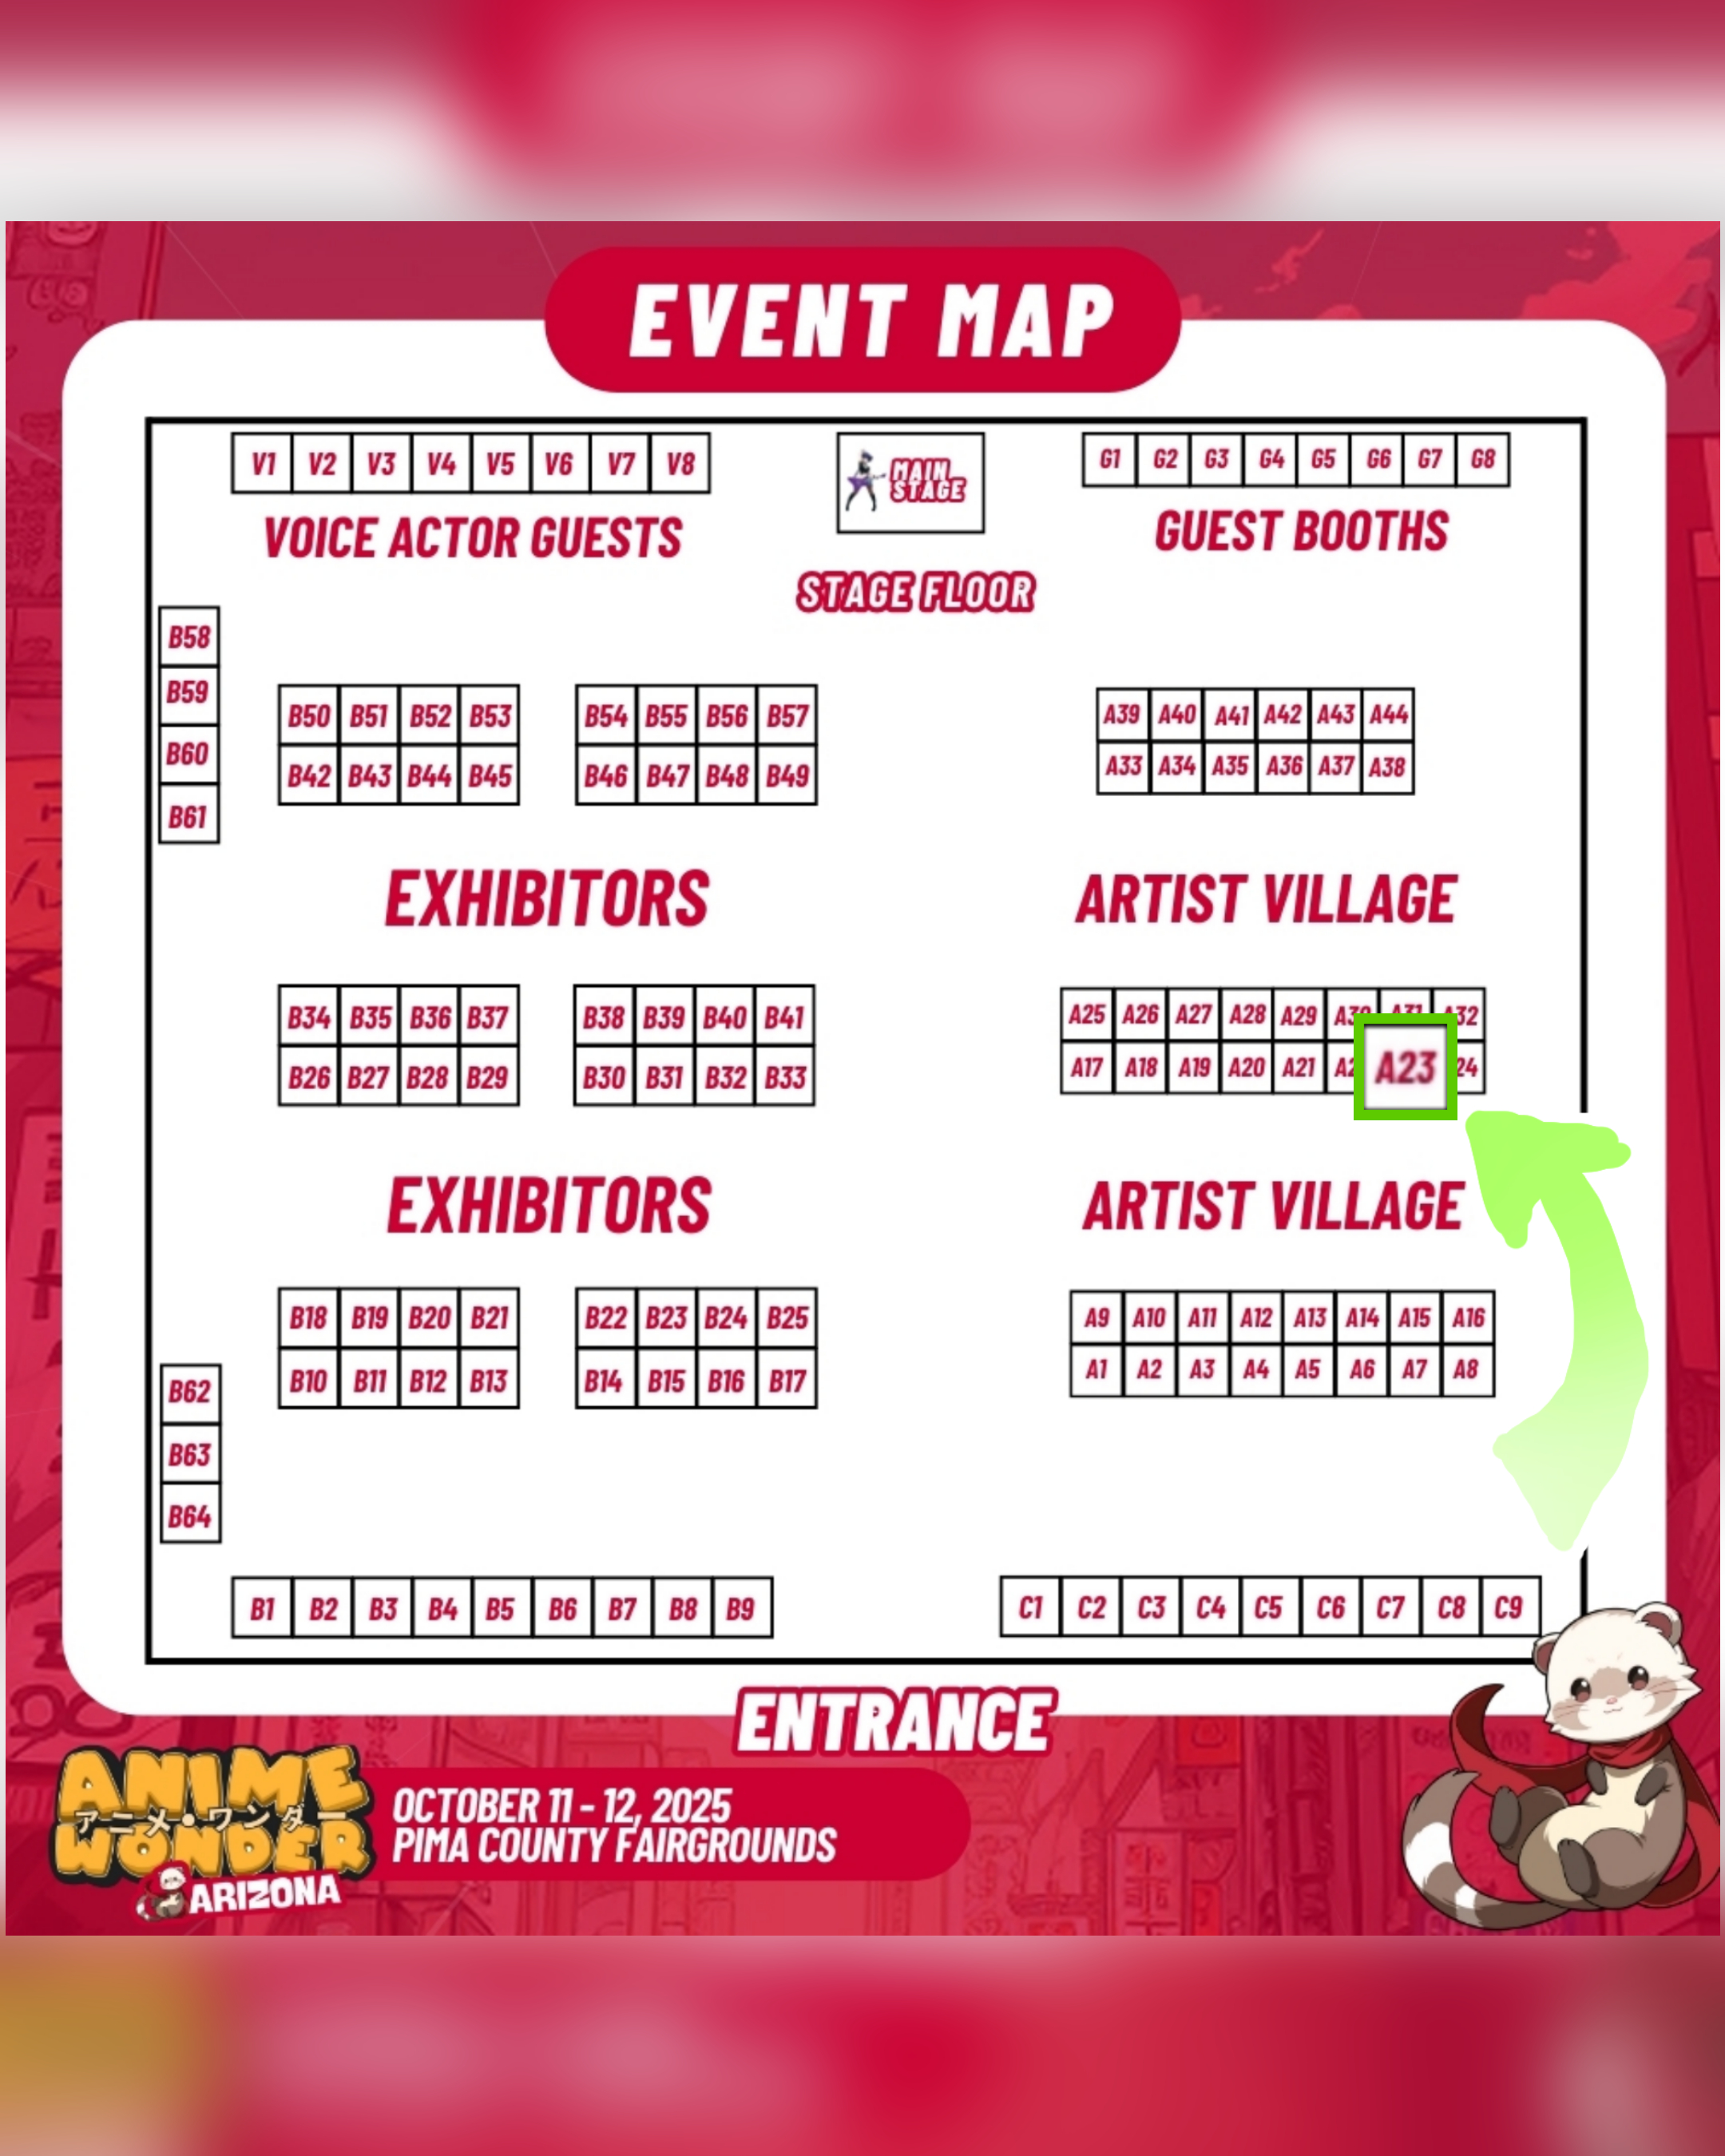 EVENT MAP
V1 V2 V3 V4 V5 V6 V7 V8
MAIN
STAGE
G1 G2 G3 G4 G5 G6 G7 G8
VOICE ACTOR GUESTS
GUEST BOOTHS
STAGE FLOOR
B58
B59
B60
B61
B50 B51 B52 B53
B42 B43 B44 B45
B54 B55 B56 B57
B46 B47 B48 B49
A39 A40 A41 A42 A43 A44
A33 A34 A35 A36 A37 A38
EXHIBITORS
ARTIST VILLAGE
B34 B35 B36 B37
B26 B27 B28 B29
B38 B39 B40 B41
B30 B31 B32 B33
A25 A26 A27 A28 A29
A17 A18 A19 A20 A21 A23
EXHIBITORS
ARTIST VILLAGE
B18 B19 B20 B21
B10 B11 B12 B13
B22 B23 B24 B25
B14 B15 B16 B17
A9 A10 A11 A12 A13 A14 A15 A16
A1 A2 A3 A4 A5 A6 A7 A8
B62
B63
B64
B1 B2 B3 B4 B5 B6 B7 B8 B9
C1 C2 C3 C4 C5 C6 C7 C8 C9
ENTRANCE
ANIME
アニメ・ワンダー
WONDER
ARIZONA
OCTOBER 11 - 12, 2025
PIMA COUNTY FAIRGROUNDS